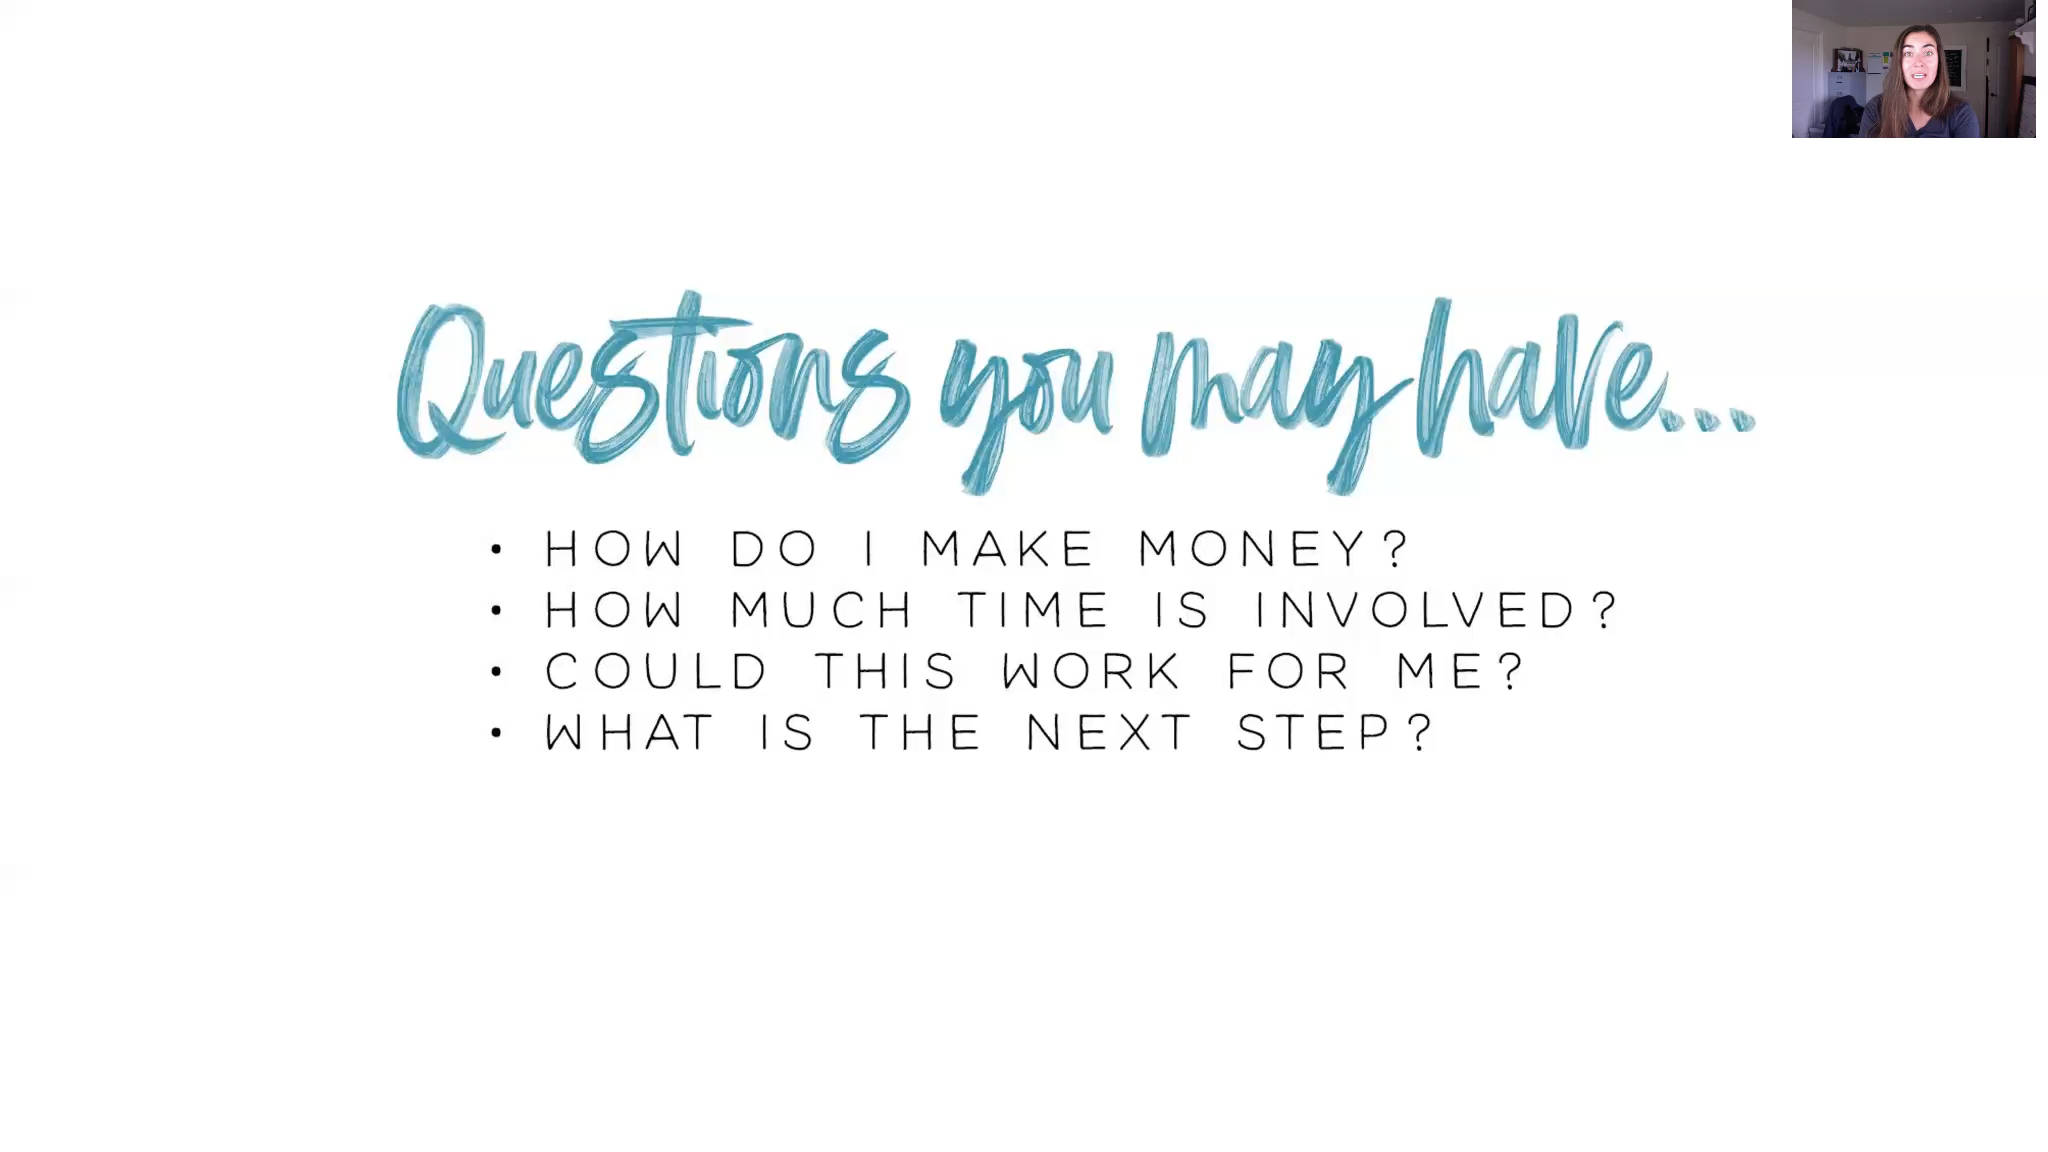 Questions you may have...
• HOW DO I MAKE MONEY?
• HOW MUCH TIME IS INVOLVED?
• COULD THIS WORK FOR ME?
• WHAT IS THE NEXT STEP?